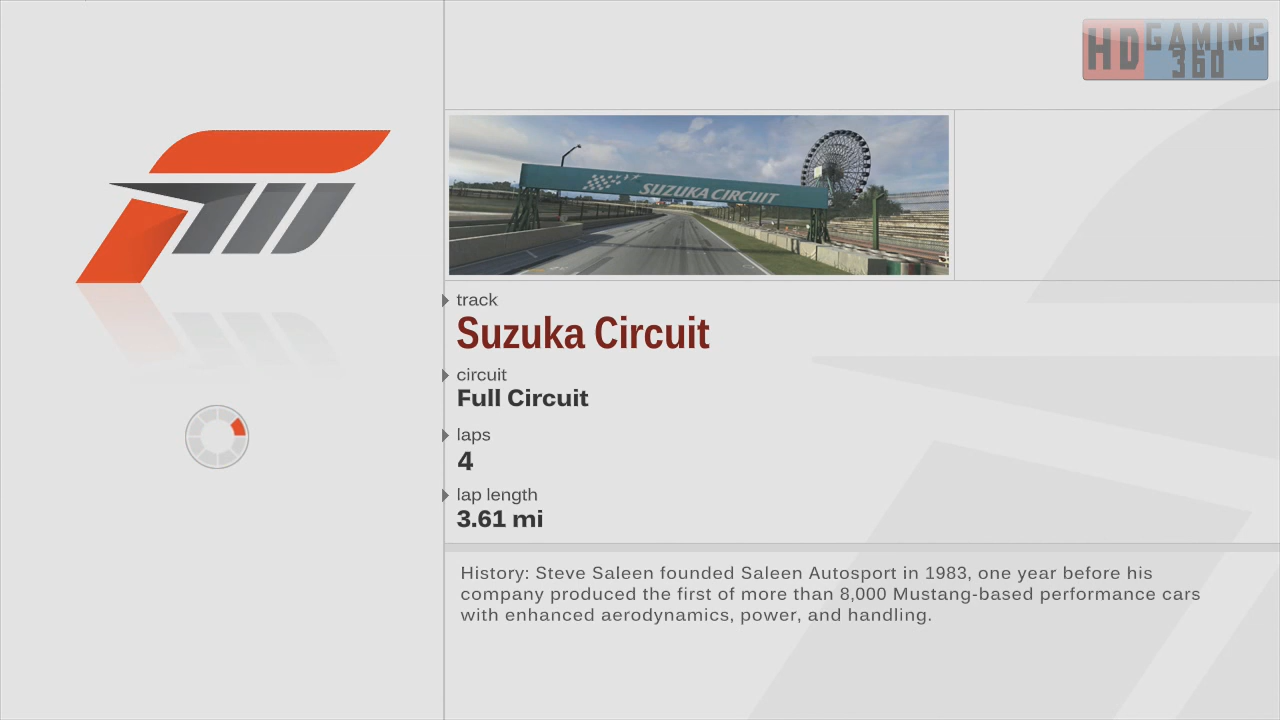 HD GAMING
360
SUZUKA CIRCUIT
track
Suzuka Circuit
circuit
Full Circuit
laps
4
lap length
3.61 mi
History: Steve Saleen founded Saleen Autosport in 1983, one year before his
company produced the first of more than 8,000 Mustang-based performance cars
with enhanced aerodynamics, power, and handling.